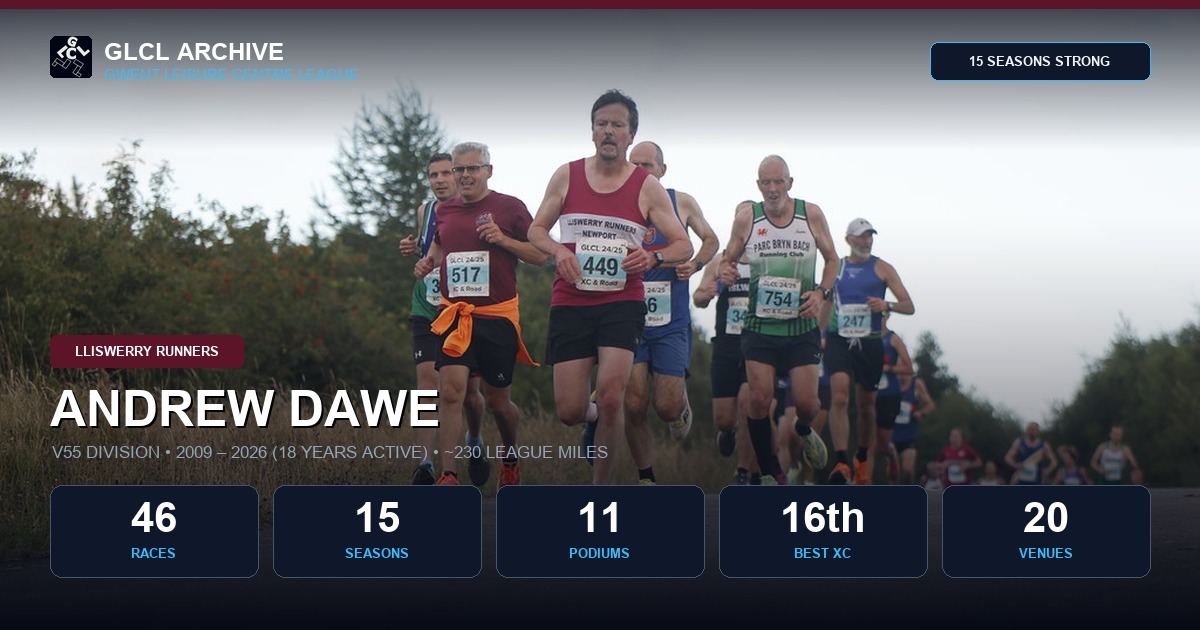 GLCL ARCHIVE
GWENT LEISURE CENTRE LEAGUE
15 SEASONS STRONG
LLISWERRY RUNNERS
NEWPORT
GLCL 24/25
517
XC & Road
GLCL 24/25
449
XC & Road
PARC BRYN BACH
Running Club
754
XC & Road
24/25
6
34
247
LLISWERRY RUNNERS
ANDREW DAWE
V55 DIVISION • 2009 – 2026 (18 YEARS ACTIVE) • ~230 LEAGUE MILES
46
RACES
15
SEASONS
11
PODIUMS
16th
BEST XC
20
VENUES